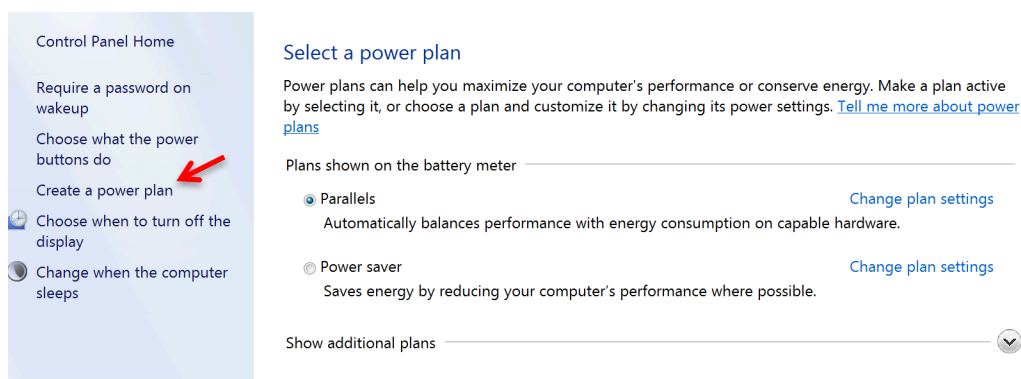 Control Panel Home
Require a password on
wakeup
Choose what the power
buttons do
Create a power plan
Choose when to turn off the
display
Change when the computer
sleeps
Select a power plan
Power plans can help you maximize your computer's performance or conserve energy. Make a plan active
by selecting it, or choose a plan and customize it by changing its power settings. Tell me more about power
plans
Plans shown on the battery meter
Parallels Change plan settings
Automatically balances performance with energy consumption on capable hardware.
Power saver Change plan settings
Saves energy by reducing your computer's performance where possible.
Show additional plans